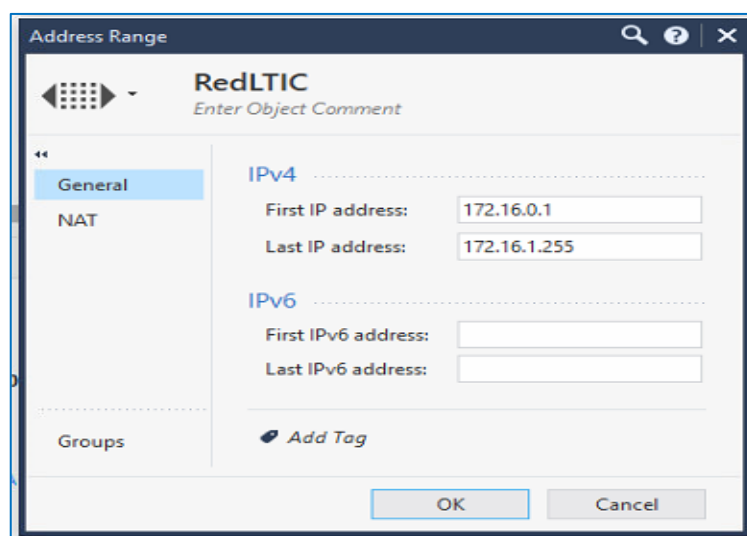 Address Range
RedLTIC
Enter Object Comment
General
NAT
Groups
IPv4
First IP address: 172.16.0.1
Last IP address: 172.16.1.255
IPv6
First IPv6 address:
Last IPv6 address:
Add Tag
OK Cancel